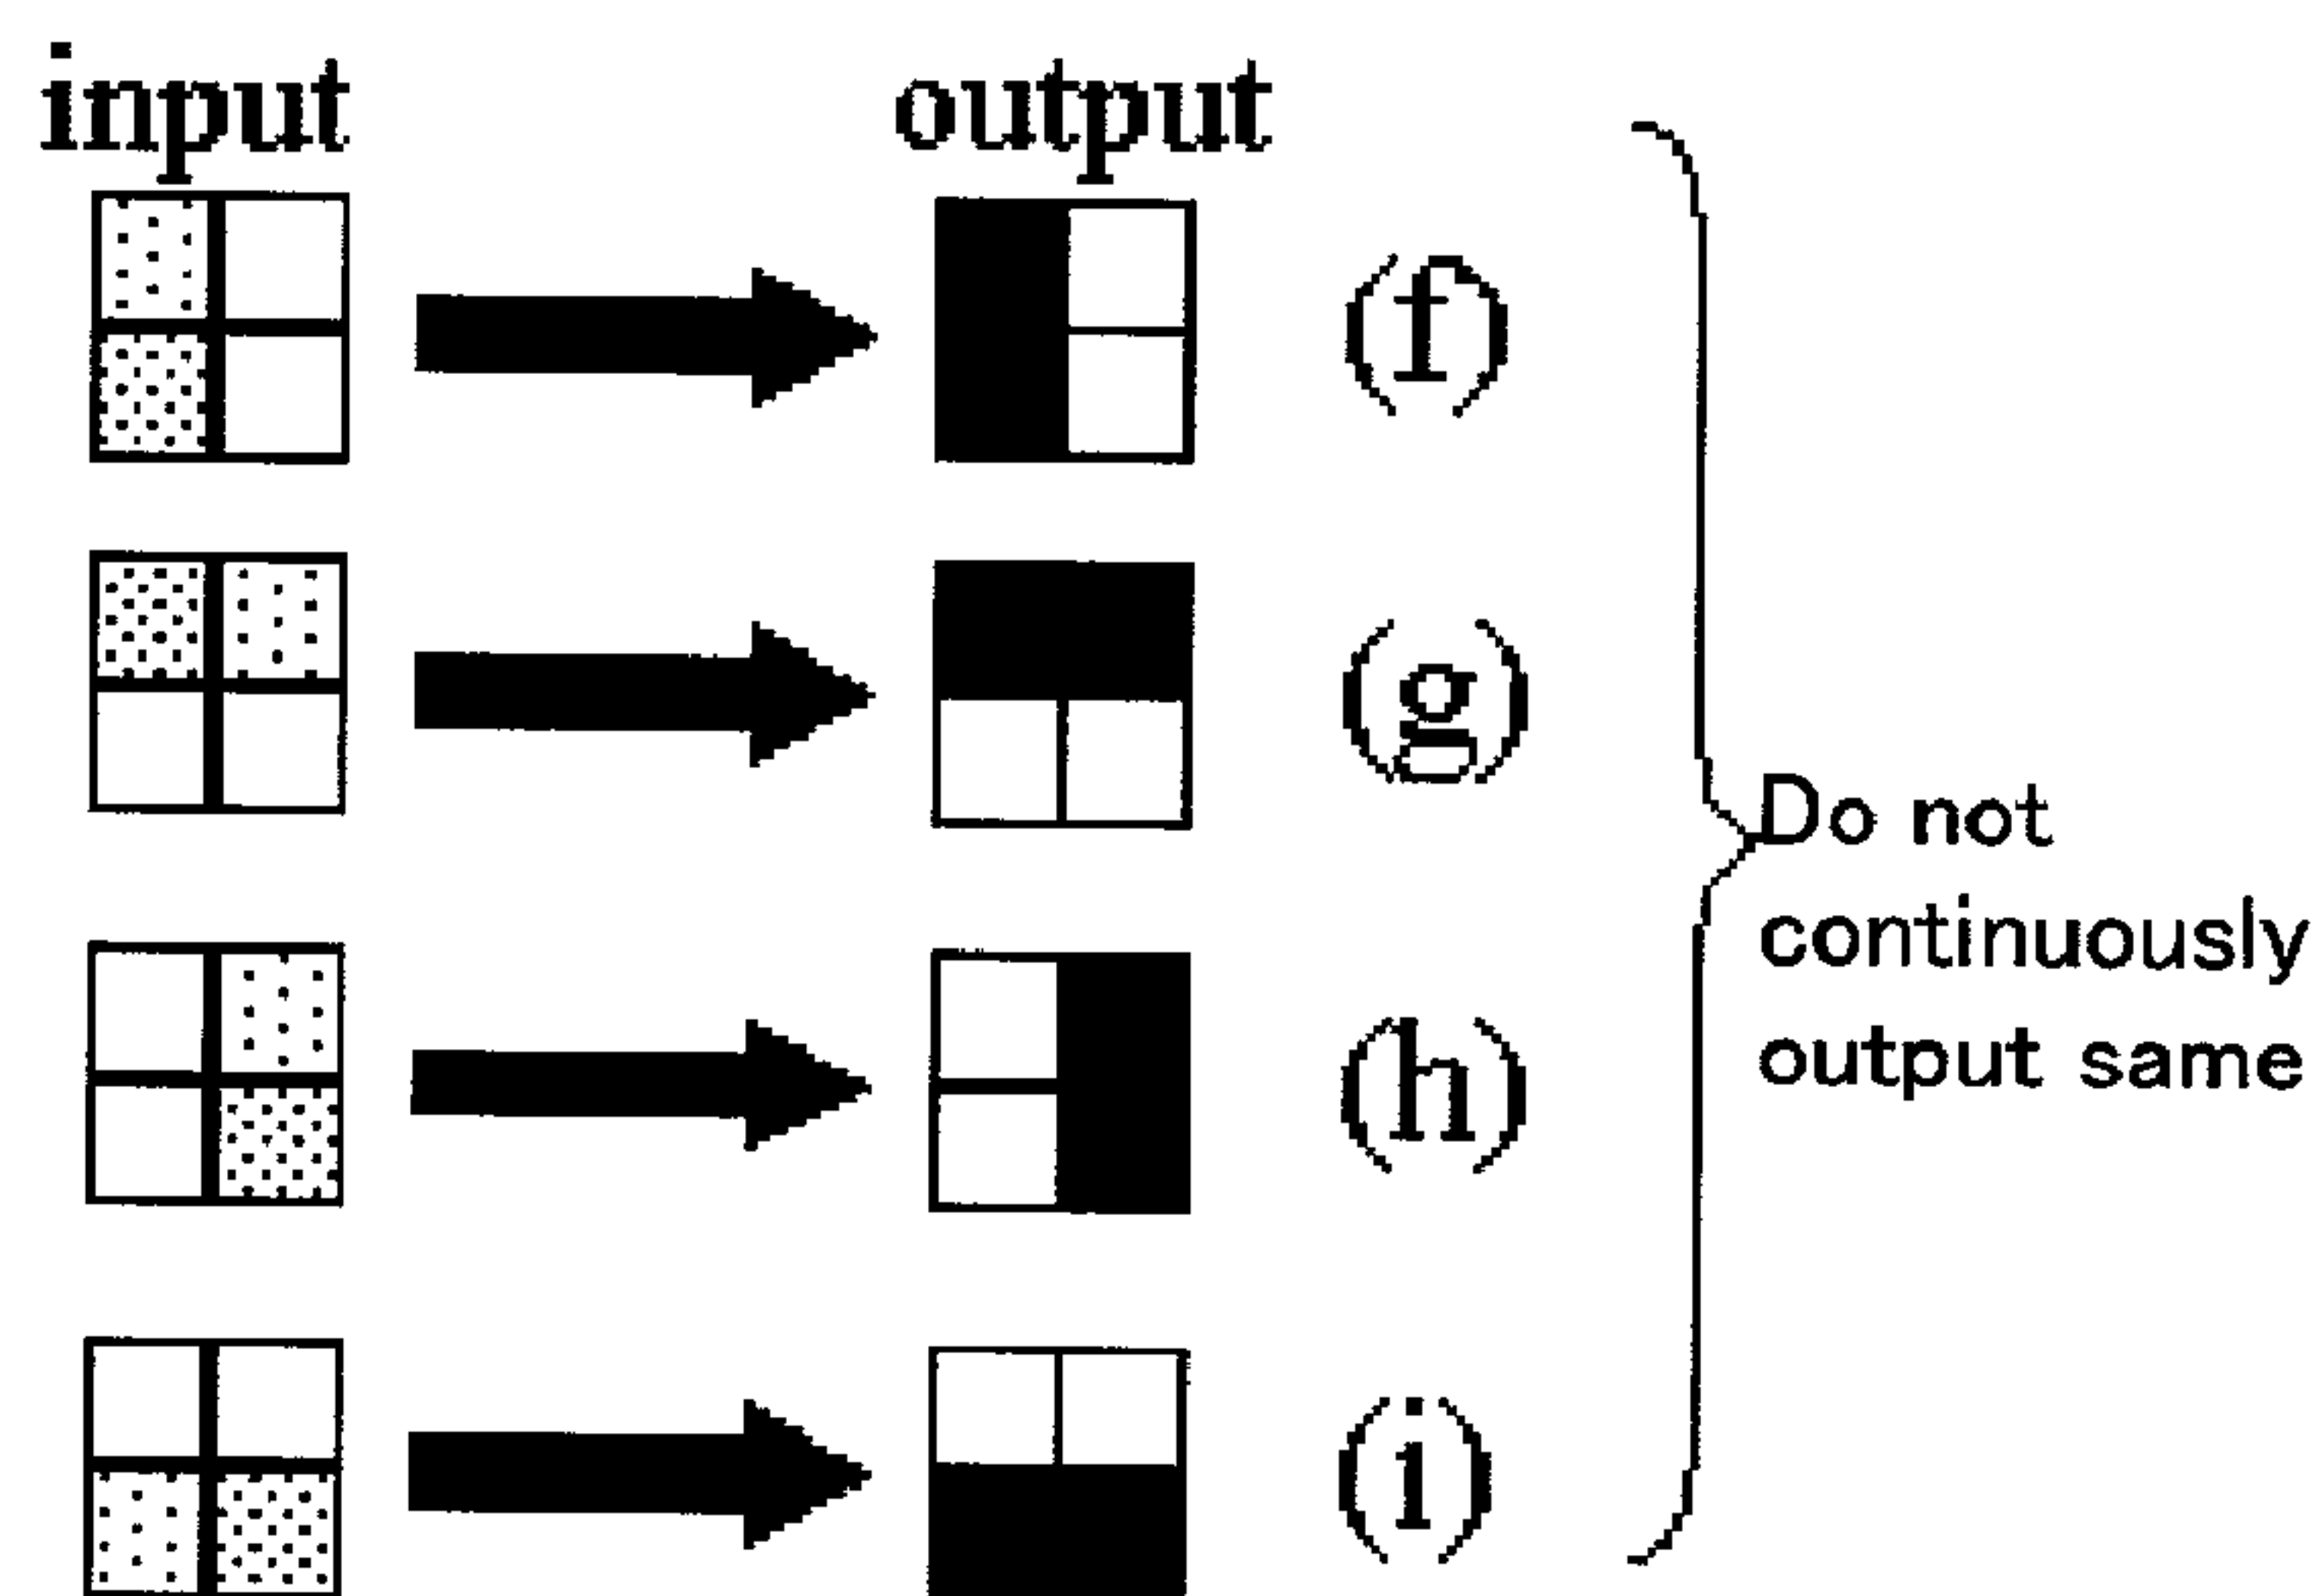 input output
(f)
(g)
Do not
continuously
output same
(h)
(i)